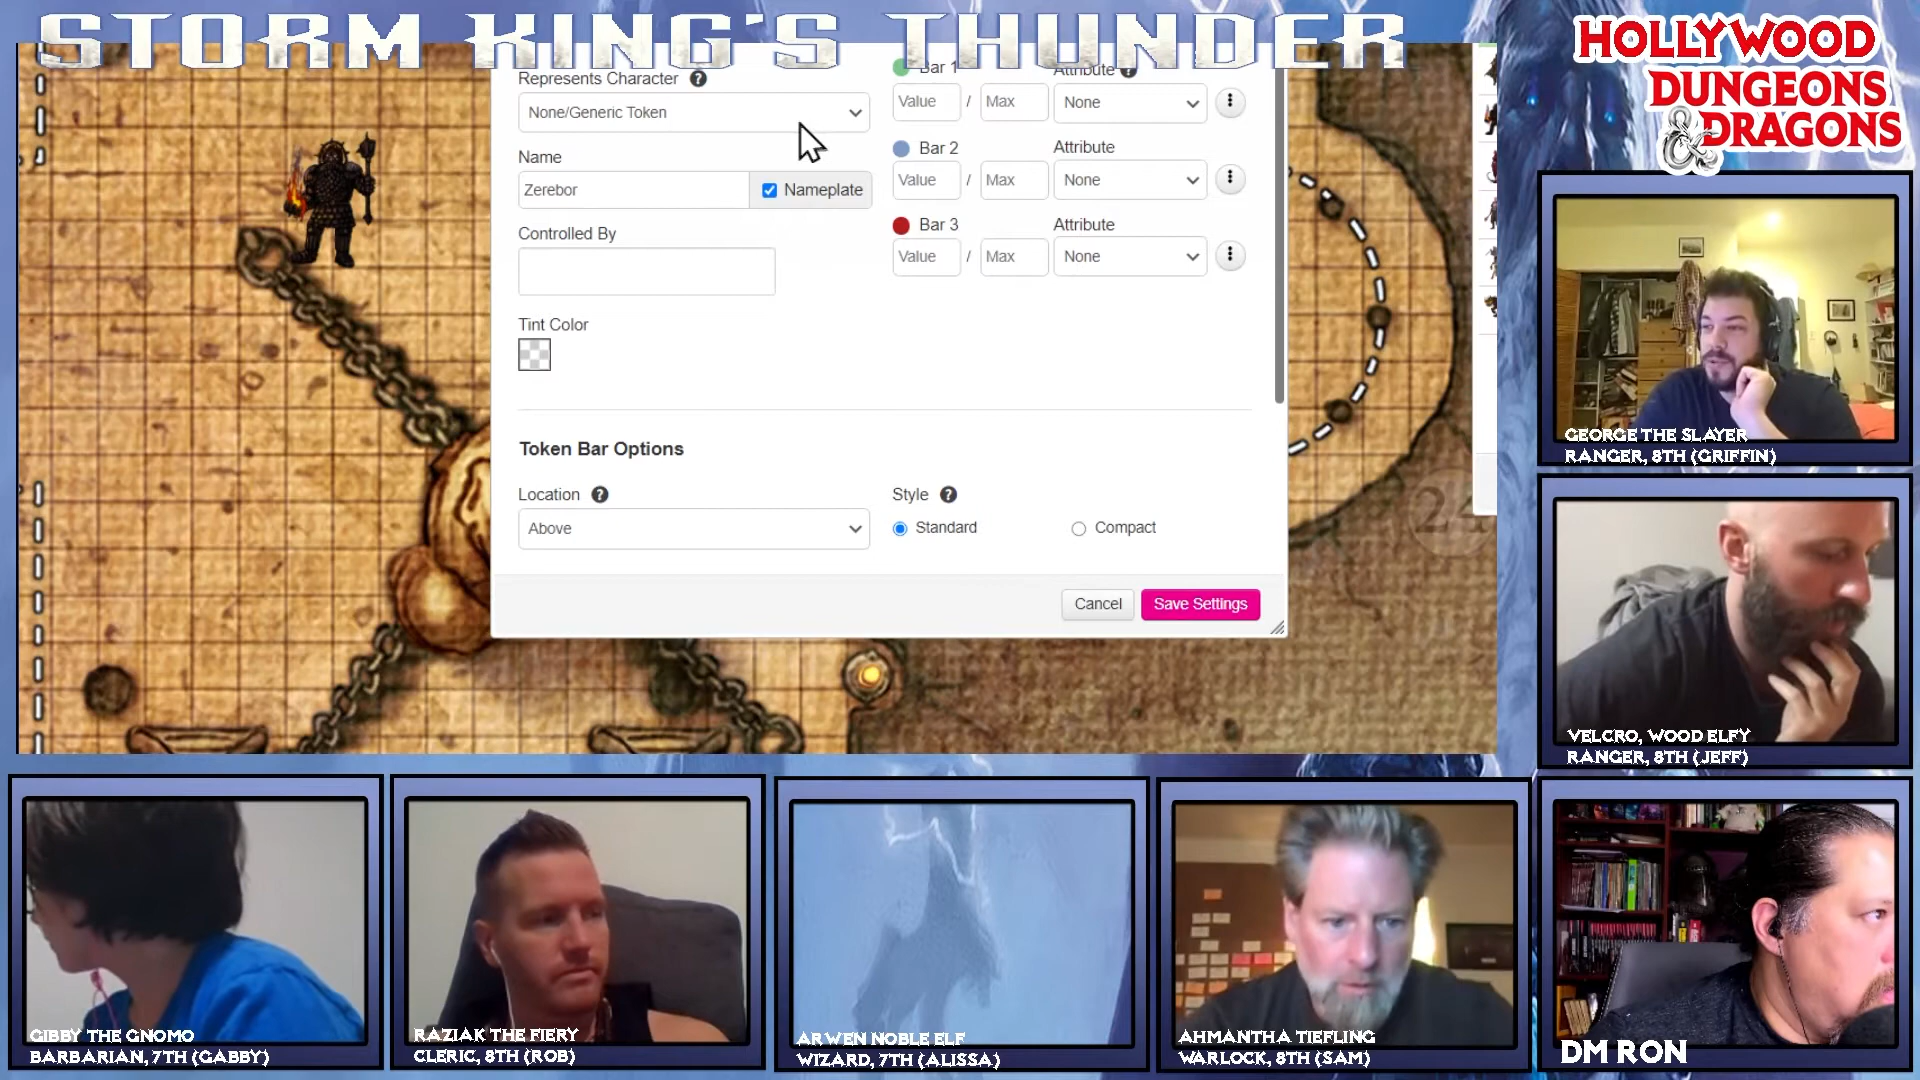 STORM KING'S THUNDER
HOLLYWOOD
DUNGEONS
& DRAGONS
Represents Character ?
None/Generic Token
Name
Zerebor
Nameplate
Controlled By
Tint Color
Bar 1
Attribute ?
Value / Max None
Bar 2
Attribute
Value / Max None
Bar 3
Attribute
Value / Max None
Token Bar Options
Location ?
Above
Style ?
Standard
Compact
Cancel
Save Settings
24
GEORGE THE SLAYER
RANGER, 8TH (GRIFFIN)
VELCRO, WOOD ELFY
RANGER, 8TH (JEFF)
GIBBY THE GNOMO
BARBARIAN, 7TH (GABBY)
RAZIAK THE FIERY
CLERIC, 8TH (ROB)
ARWEN NOBLE ELF
WIZARD, 7TH (ALISSA)
AHMANTHA TIEFLING
WARLOCK, 8TH (SAM)
DM RON